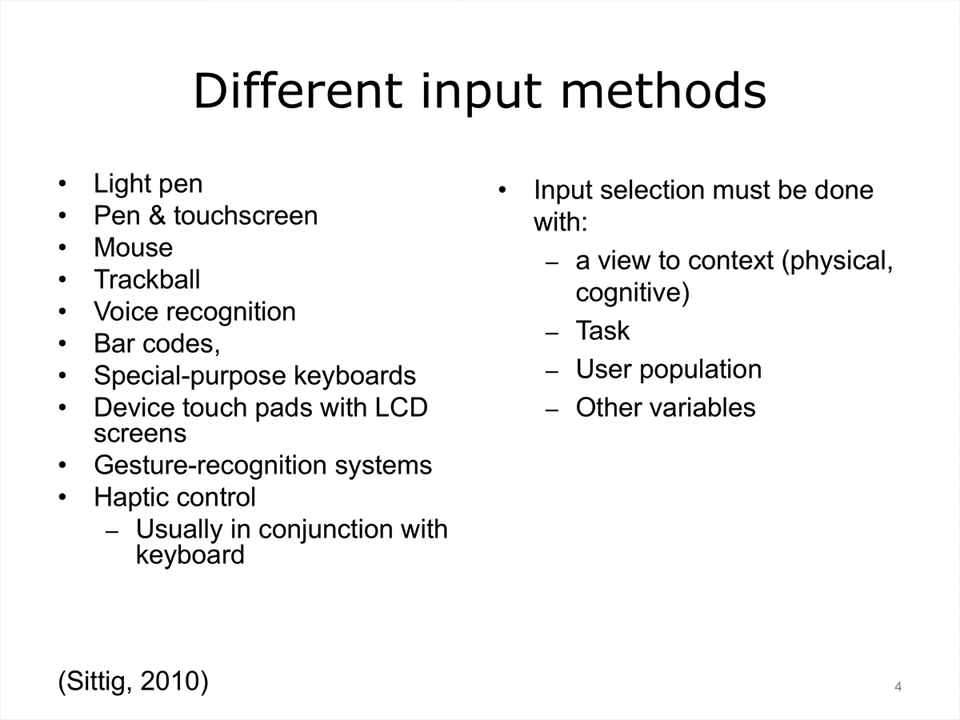 Different input methods
• Light pen
• Pen & touchscreen
• Mouse
• Trackball
• Voice recognition
• Bar codes,
• Special-purpose keyboards
• Device touch pads with LCD
screens
• Gesture-recognition systems
• Haptic control
– Usually in conjunction with
keyboard
• Input selection must be done
with:
– a view to context (physical,
cognitive)
– Task
– User population
– Other variables
(Sittig, 2010)
4